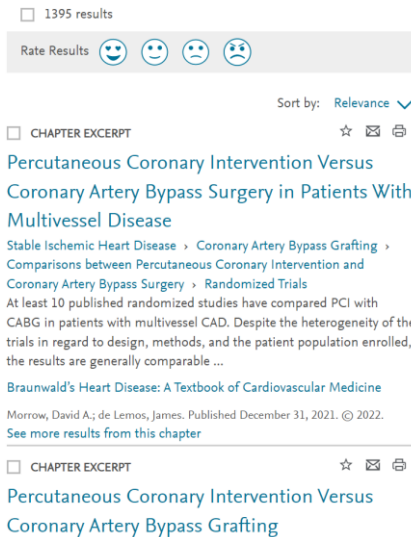 1395 results
Rate Results
Sort by: Relevance
CHAPTER EXCERPT
Percutaneous Coronary Intervention Versus
Coronary Artery Bypass Surgery in Patients With
Multivessel Disease
Stable Ischemic Heart Disease › Coronary Artery Bypass Grafting ›
Comparisons between Percutaneous Coronary Intervention and
Coronary Artery Bypass Surgery › Randomized Trials
At least 10 published randomized studies have compared PCI with
CABG in patients with multivessel CAD. Despite the heterogeneity of the
trials in regard to design, methods, and the patient population enrolled,
the results are generally comparable ...
Braunwald's Heart Disease: A Textbook of Cardiovascular Medicine
Morrow, David A.; de Lemos, James. Published December 31, 2021. © 2022.
See more results from this chapter
CHAPTER EXCERPT
Percutaneous Coronary Intervention Versus
Coronary Artery Bypass Grafting